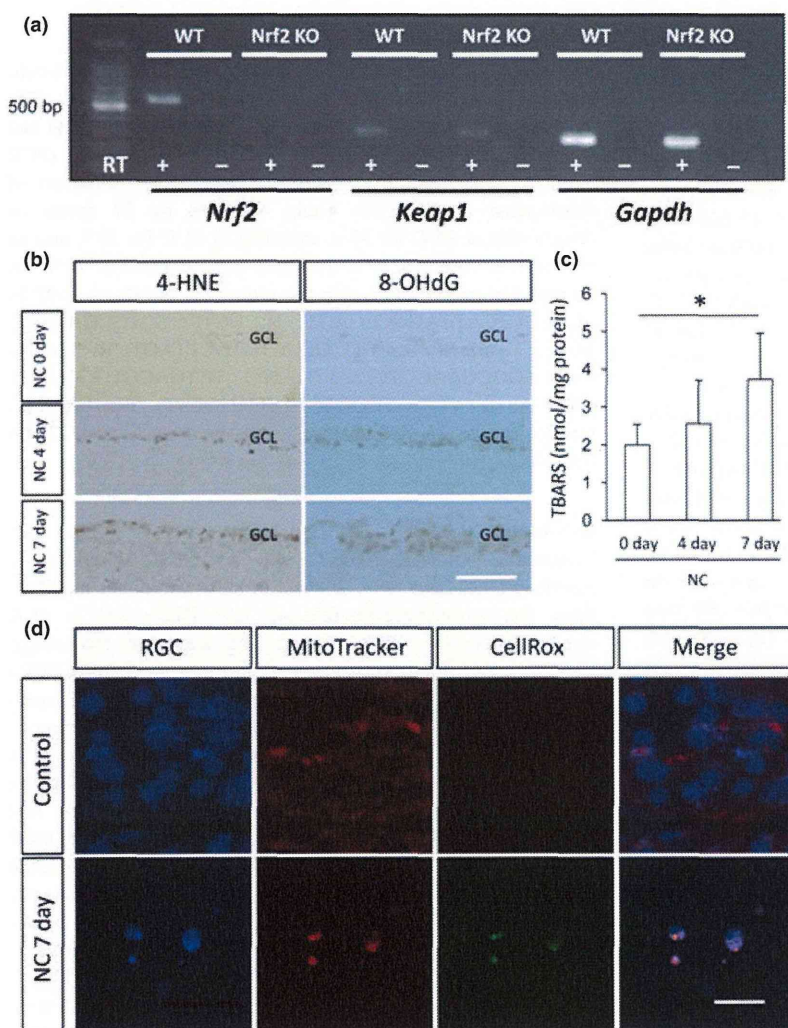 (a)
WT Nrf2 KO WT Nrf2 KO WT Nrf2 KO
500 bp
RT + − + − + − + − + − + −
Nrf2 Keap1 Gapdh
(b)
4-HNE 8-OHdG
NC 0 day
GCL GCL
NC 4 day
GCL GCL
NC 7 day
GCL GCL
(c)
*
TBARS (nmol/mg protein)
6
5
4
3
2
1
0
0 day 4 day 7 day
NC
(d)
RGC MitoTracker CellRox Merge
Control
NC 7 day